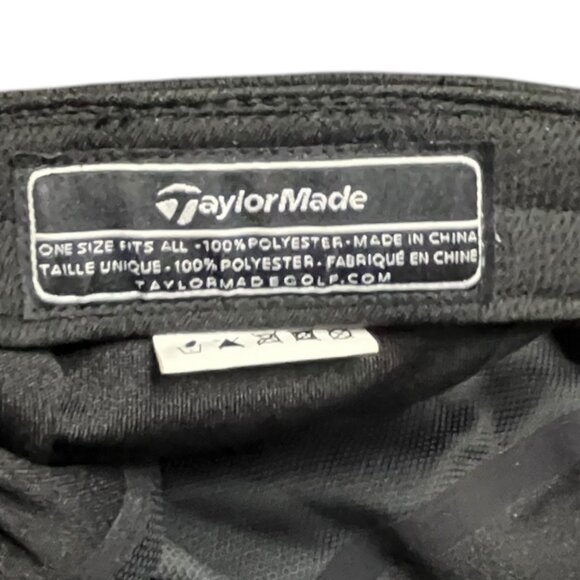 TaylorMade
ONE SIZE FITS ALL - 100% POLYESTER - MADE IN CHINA
TAILLE UNIQUE - 100% POLYESTER - FABRIQUÉ EN CHINE
TAYLORMADEGOLF.COM